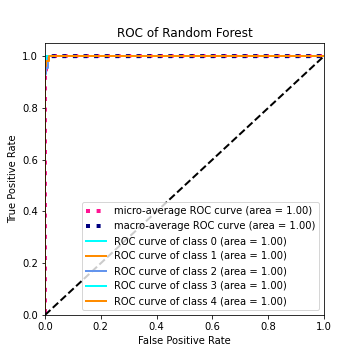 ROC of Random Forest
1.0
0.8
0.6
0.4
0.2
0.0
True Positive Rate
micro-average ROC curve (area = 1.00)
macro-average ROC curve (area = 1.00)
ROC curve of class 0 (area = 1.00)
ROC curve of class 1 (area = 1.00)
ROC curve of class 2 (area = 1.00)
ROC curve of class 3 (area = 1.00)
ROC curve of class 4 (area = 1.00)
0.0 0.2 0.4 0.6 0.8 1.0
False Positive Rate